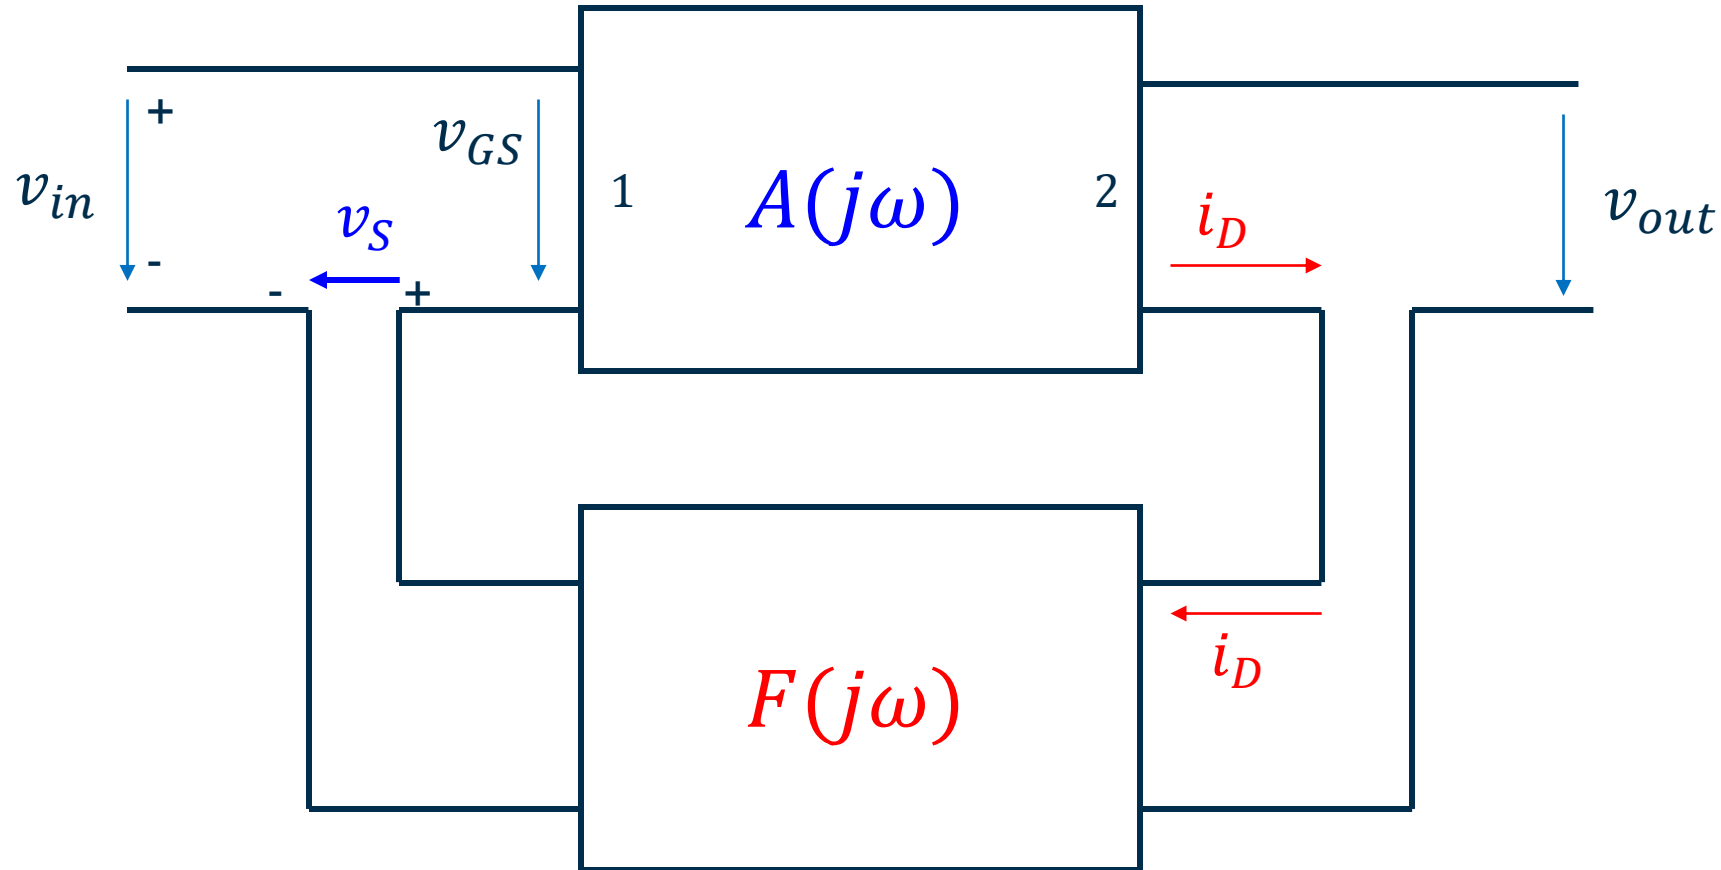 +
v_GS
v_in
1
A(jω)
2
i_D
v_out
v_S
-
-
+
i_D
F(jω)